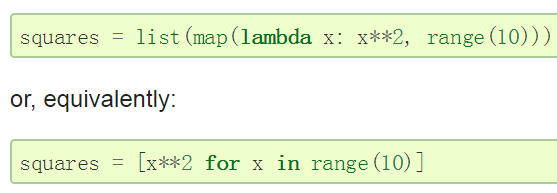 squares = list(map(lambda x: x**2, range(10)))
or, equivalently:
squares = [x**2 for x in range(10)]